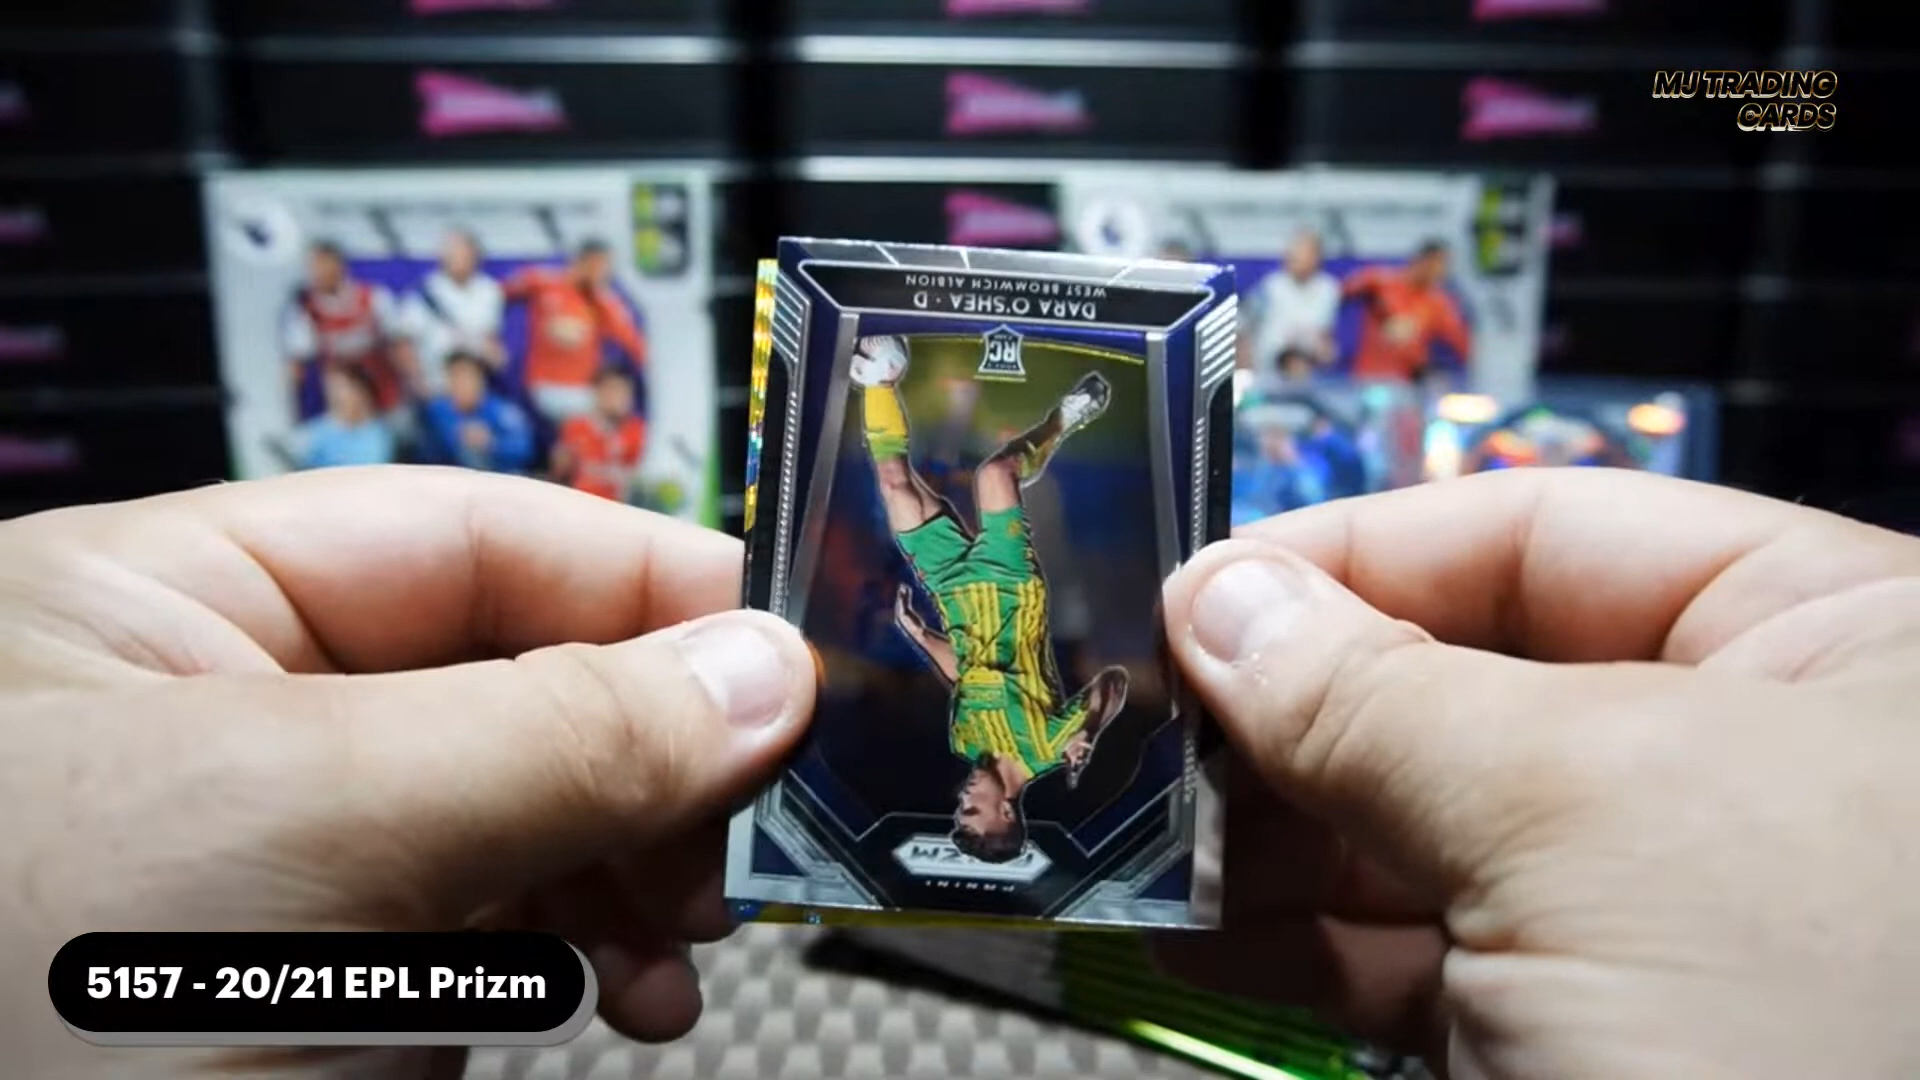 MJ TRADING
CARDS
WEST BROMWICH ALBION
DARA O'SHEA · D
RC
PRIZM
PANINI
5157 - 20/21 EPL Prizm